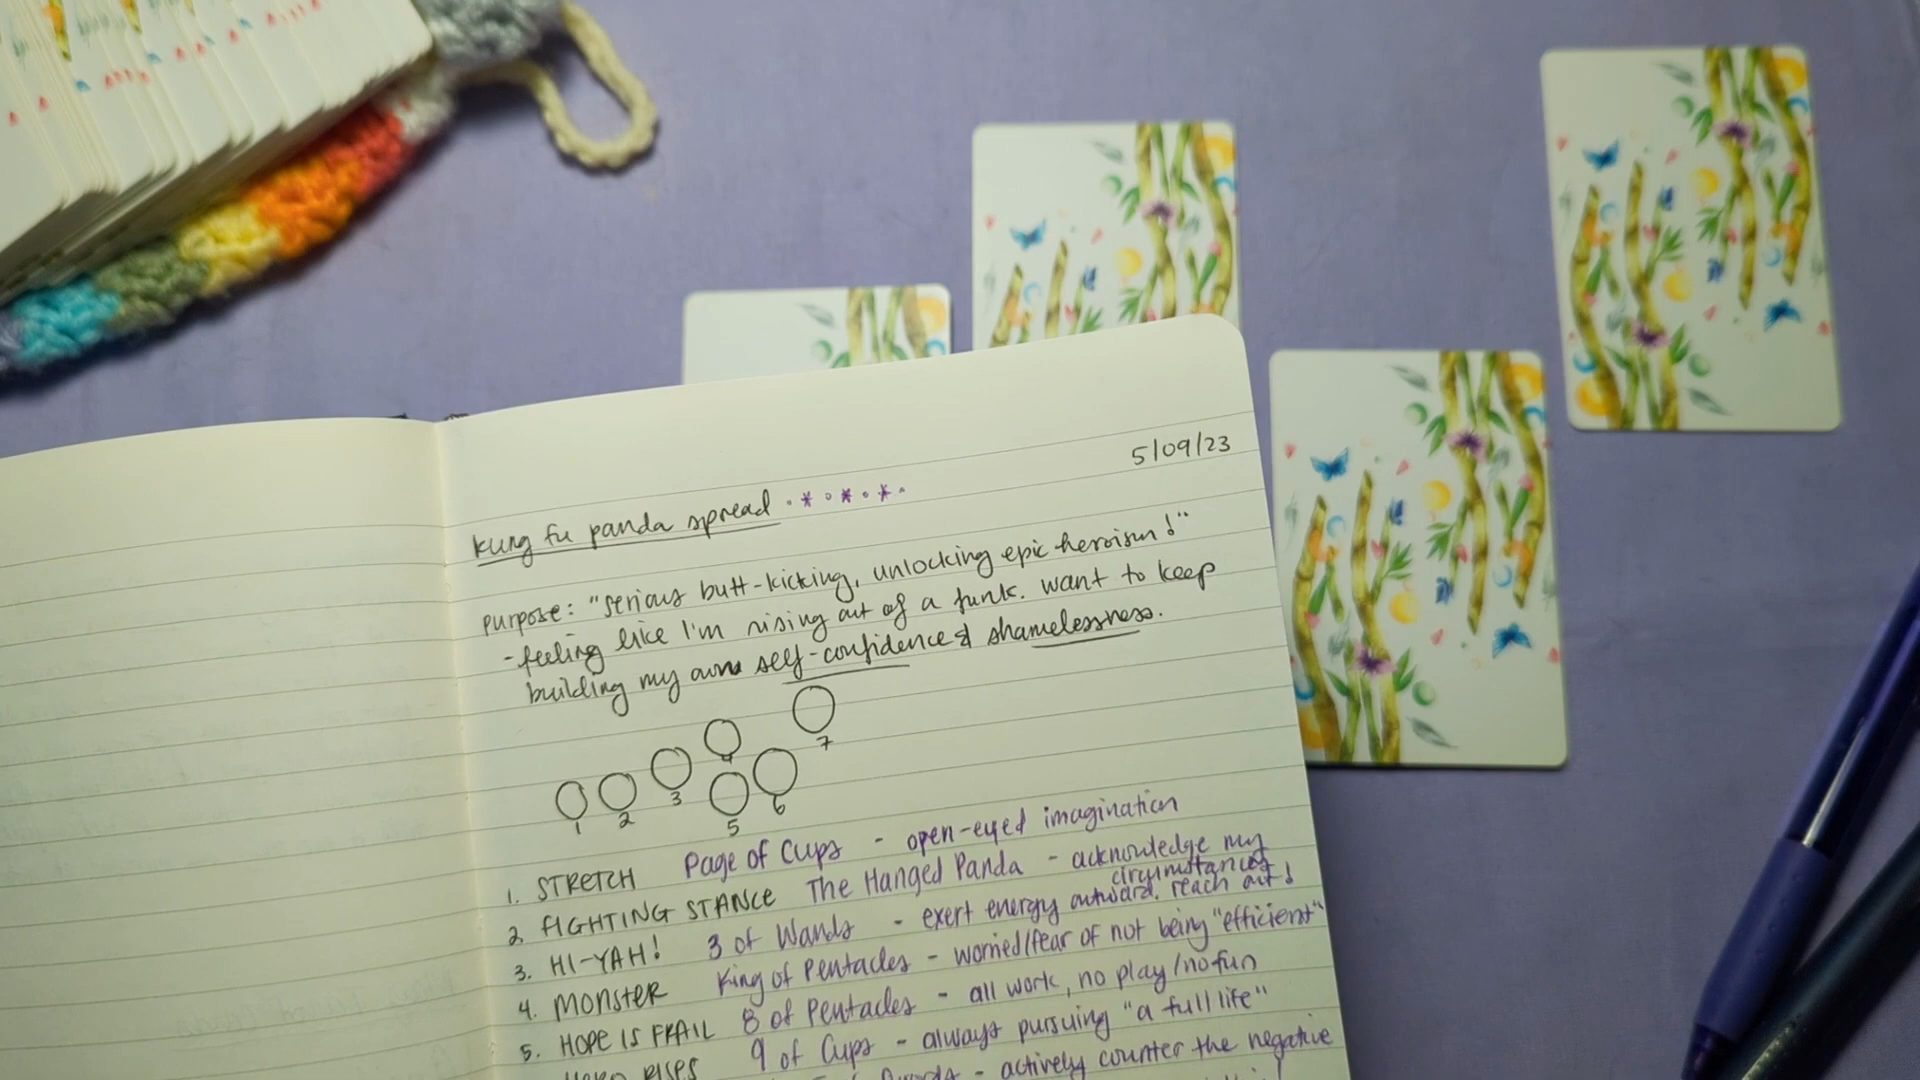 5/09/23
kung fu panda spread
purpose: "serious butt-kicking, unlocking epic heroism!"
- feeling like I'm rising out of a funk. want to keep
building my own self-confidence & shamelessness.
1 2 3 4 5 6 7
1. STRETCH Page of Cups - open-eyed imagination
2 FIGHTING STANCE The Hanged Panda - acknowledge my
circumstances
3. HI-YAH! 3 of Wands - exert energy outward, reach out!
4. MONSTER King of Pentacles - worried/fear of not being "efficient"
5. HOPE IS FRAIL 8 of Pentacles - all work, no play/no fun
RISES 9 of Cups - always pursuing "a full life"
- actively counter the negative